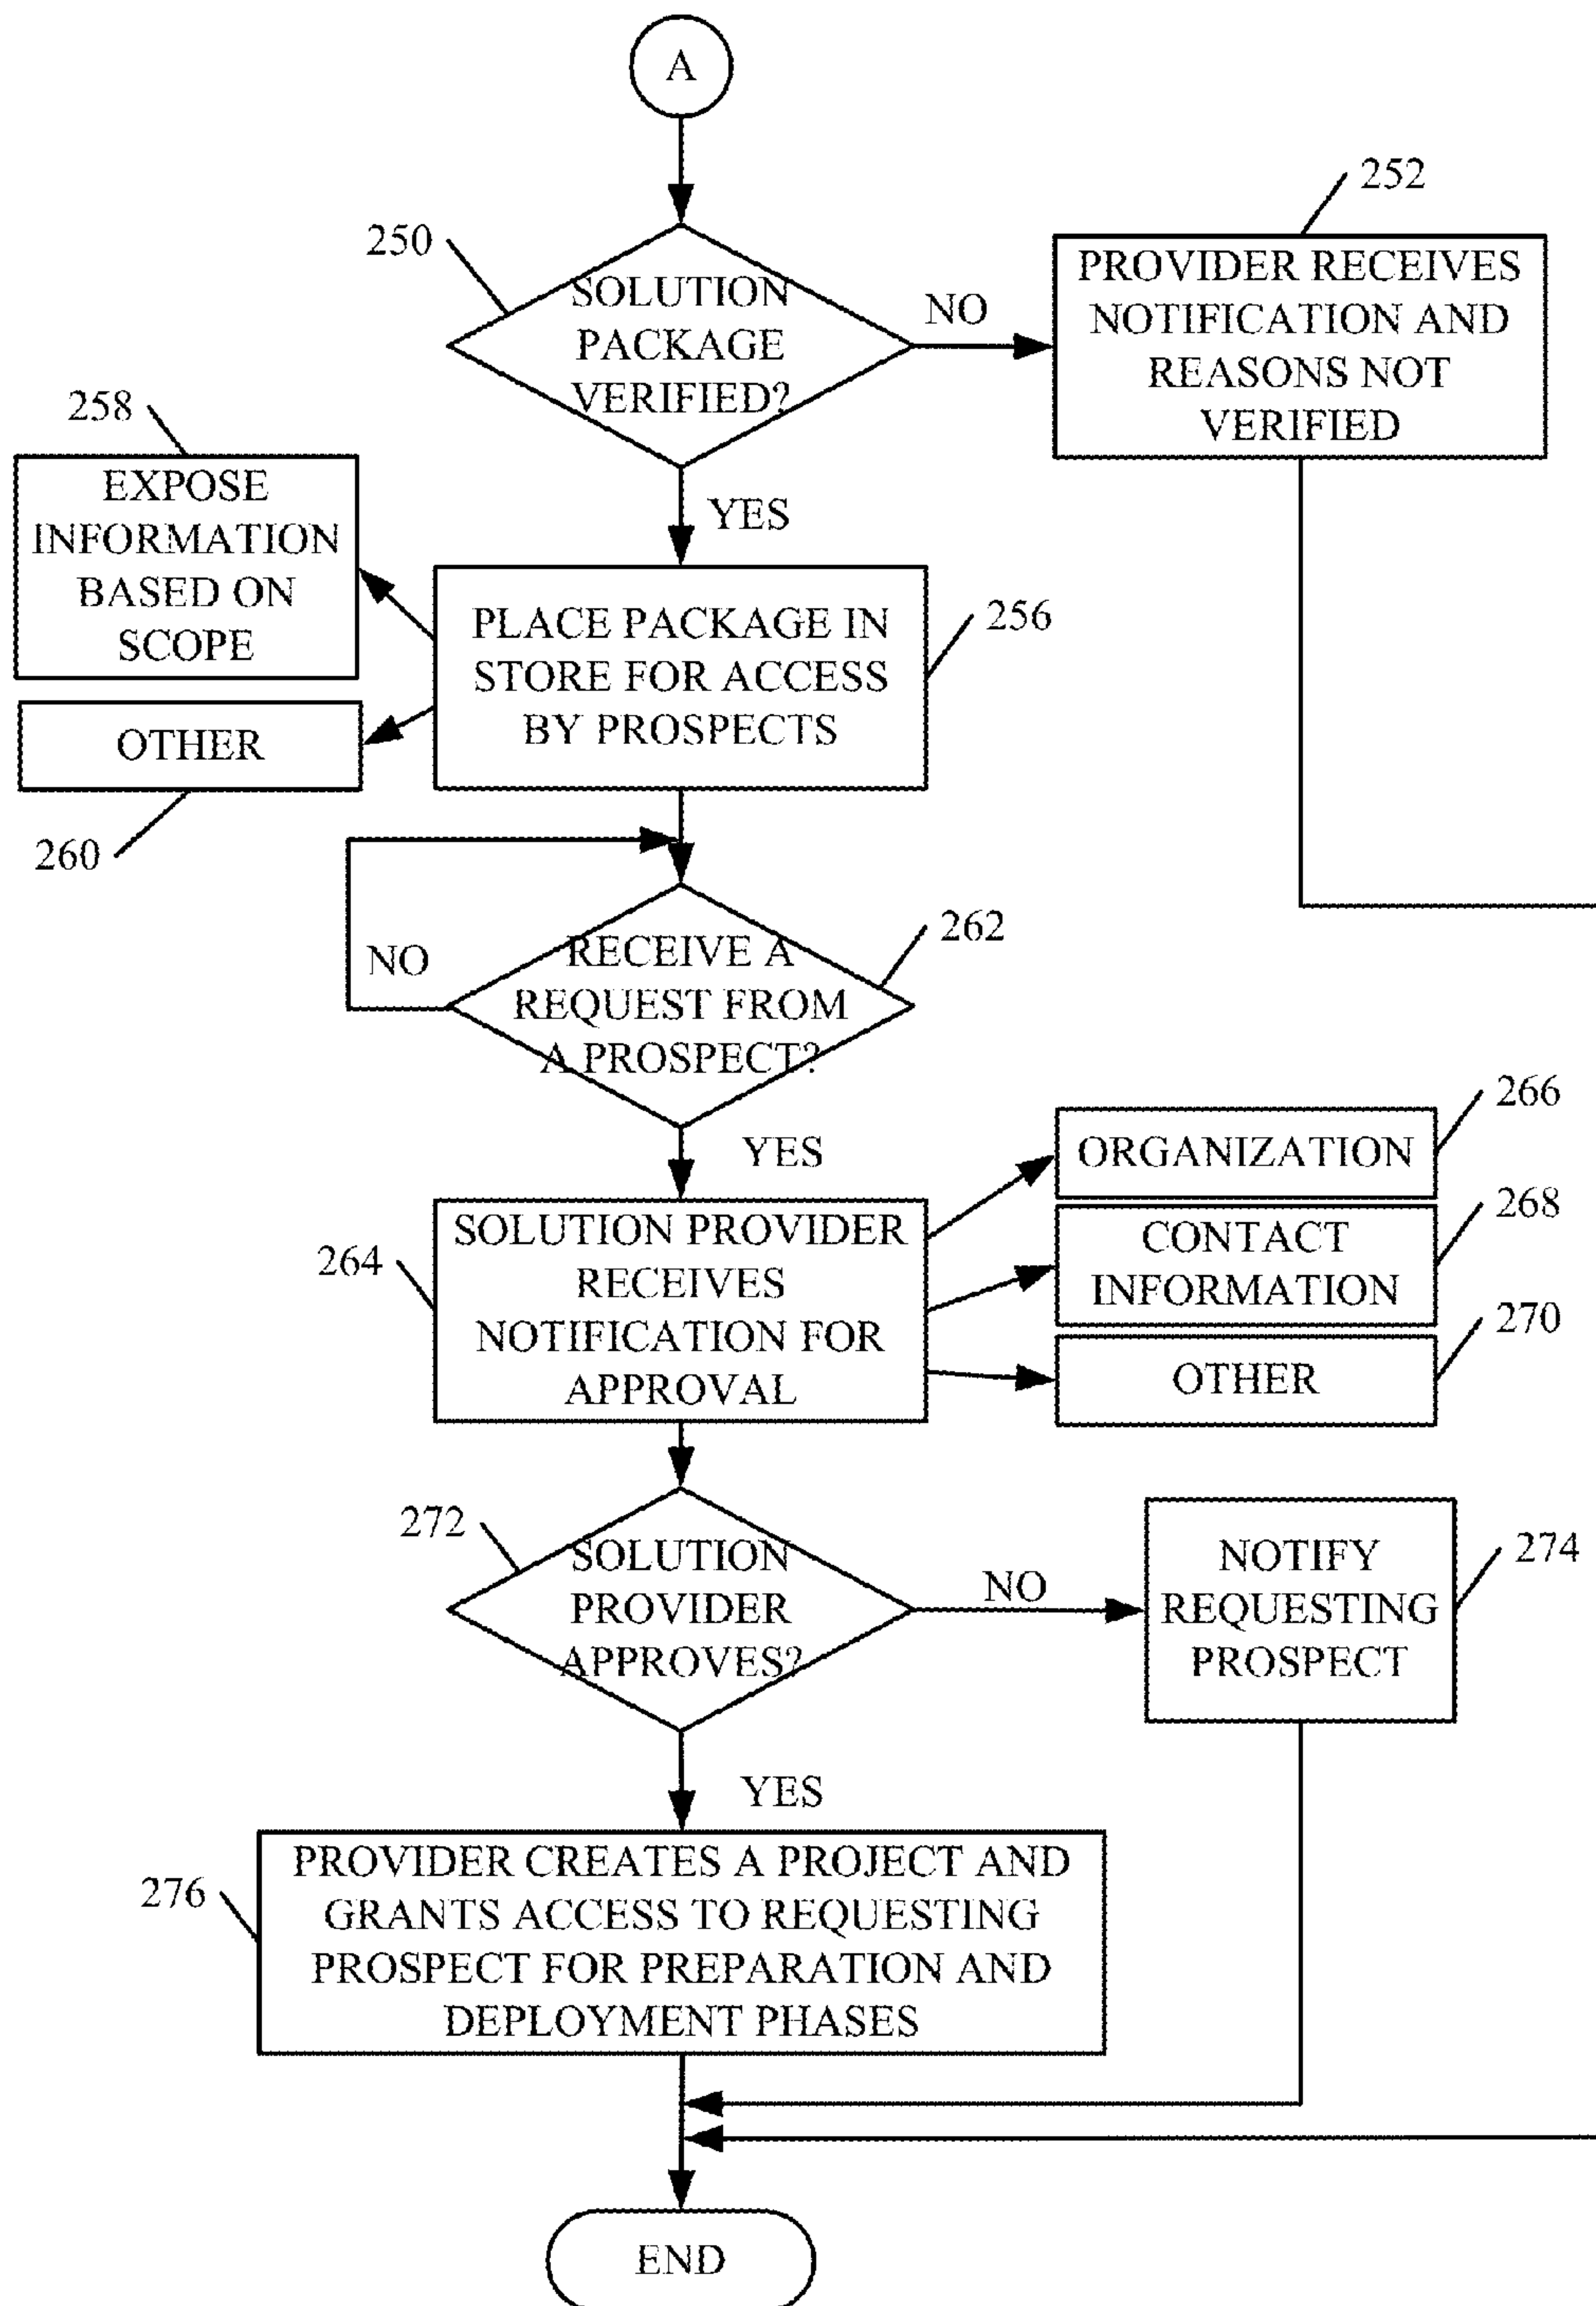 A
250
SOLUTION
PACKAGE
VERIFIED?
NO
252
PROVIDER RECEIVES
NOTIFICATION AND
REASONS NOT
VERIFIED
YES
258
EXPOSE
INFORMATION
BASED ON
SCOPE
PLACE PACKAGE IN
STORE FOR ACCESS
BY PROSPECTS
256
OTHER
260
NO
RECEIVE A
REQUEST FROM
A PROSPECT?
262
YES
264
SOLUTION PROVIDER
RECEIVES
NOTIFICATION FOR
APPROVAL
ORGANIZATION
266
CONTACT
INFORMATION
268
OTHER
270
272
SOLUTION
PROVIDER
APPROVES?
NO
NOTIFY
REQUESTING
PROSPECT
274
YES
276
PROVIDER CREATES A PROJECT AND
GRANTS ACCESS TO REQUESTING
PROSPECT FOR PREPARATION AND
DEPLOYMENT PHASES
END